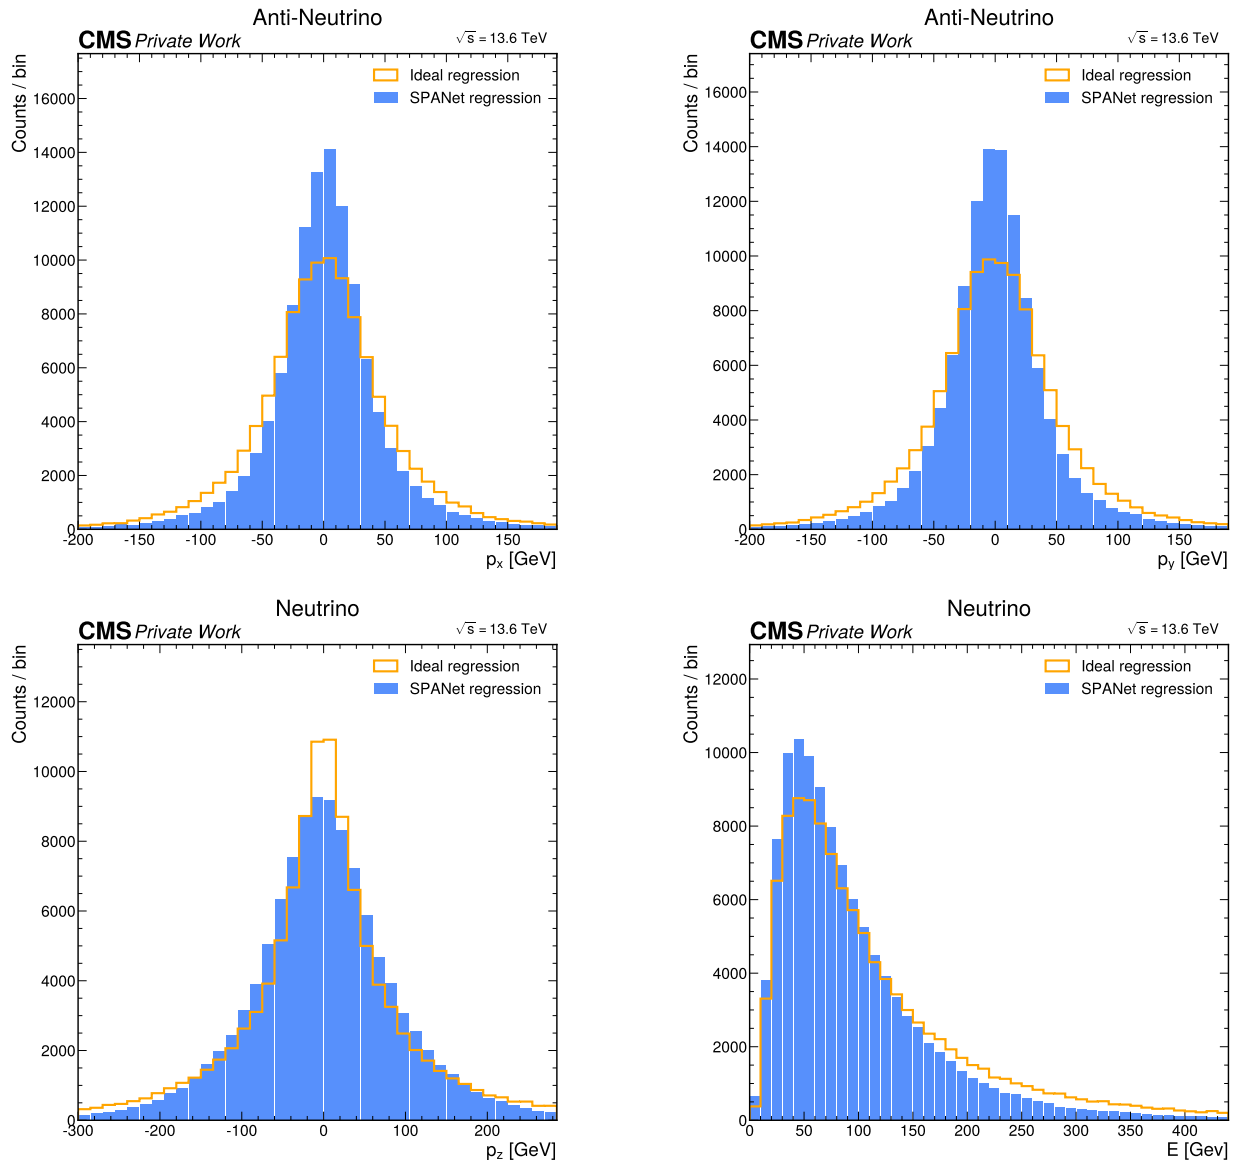 Anti-Neutrino
CMS Private Work
√s = 13.6 TeV
Counts / bin
Ideal regression
SPANet regression
16000
14000
12000
10000
8000
6000
4000
2000
0
-200 -150 -100 -50 0 50 100 150
px [GeV]
Anti-Neutrino
CMS Private Work
√s = 13.6 TeV
Counts / bin
Ideal regression
SPANet regression
16000
14000
12000
10000
8000
6000
4000
2000
0
-200 -150 -100 -50 0 50 100 150
py [GeV]
Neutrino
CMS Private Work
√s = 13.6 TeV
Counts / bin
Ideal regression
SPANet regression
12000
10000
8000
6000
4000
2000
0
-300 -200 -100 0 100 200
pz [GeV]
Neutrino
CMS Private Work
√s = 13.6 TeV
Counts / bin
Ideal regression
SPANet regression
12000
10000
8000
6000
4000
2000
0
0 50 100 150 200 250 300 350 400
E [Gev]